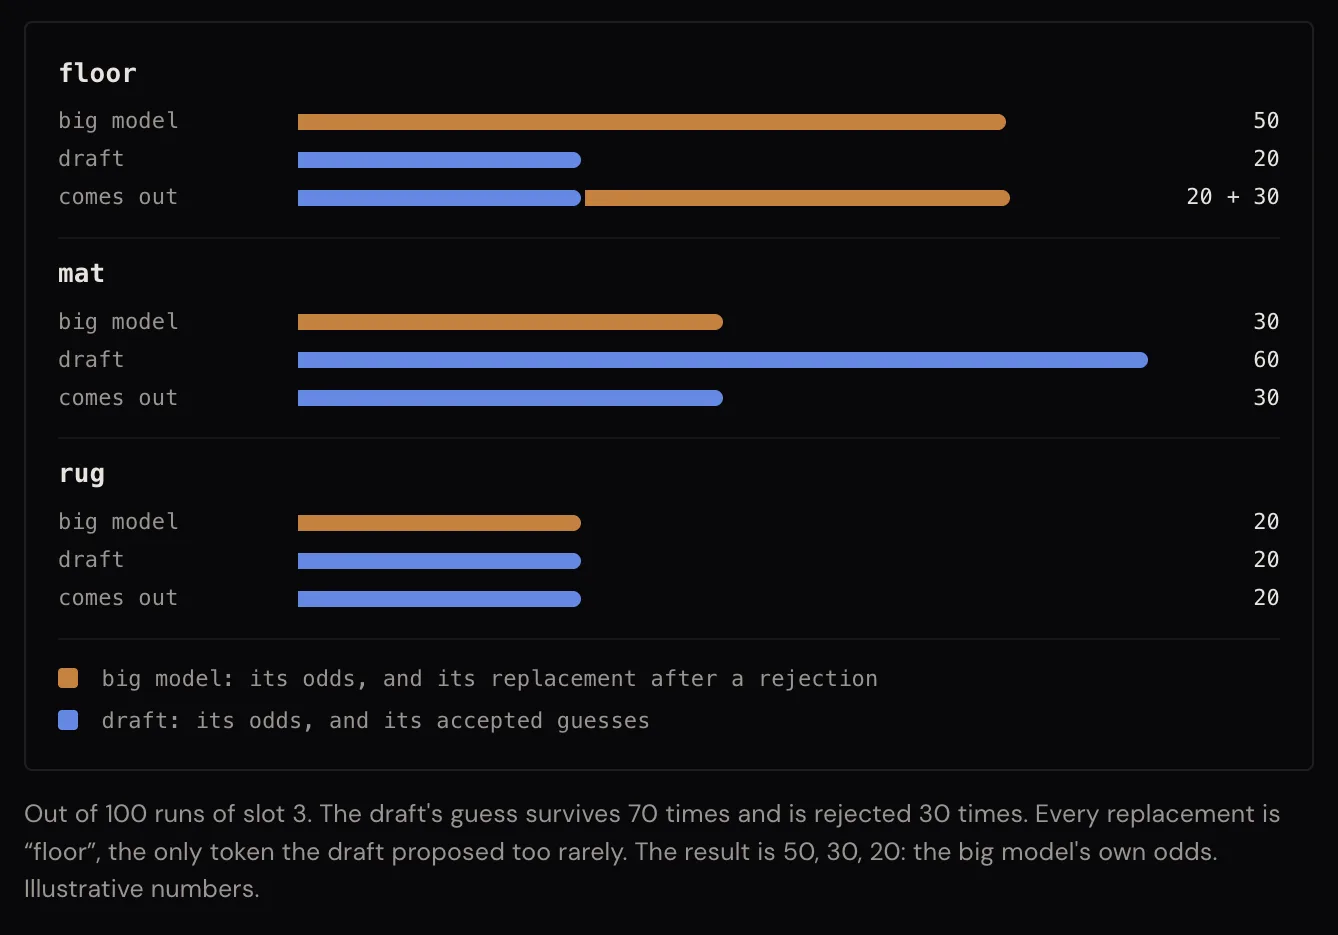 floor
big model 50
draft 20
comes out 20 + 30
mat
big model 30
draft 60
comes out 30
rug
big model 20
draft 20
comes out 20
big model: its odds, and its replacement after a rejection
draft: its odds, and its accepted guesses
Out of 100 runs of slot 3. The draft's guess survives 70 times and is rejected 30 times. Every replacement is
“floor”, the only token the draft proposed too rarely. The result is 50, 30, 20: the big model's own odds.
Illustrative numbers.